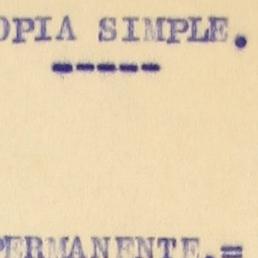 OPIA SIMPLE.
-----
PERMANENTE.=